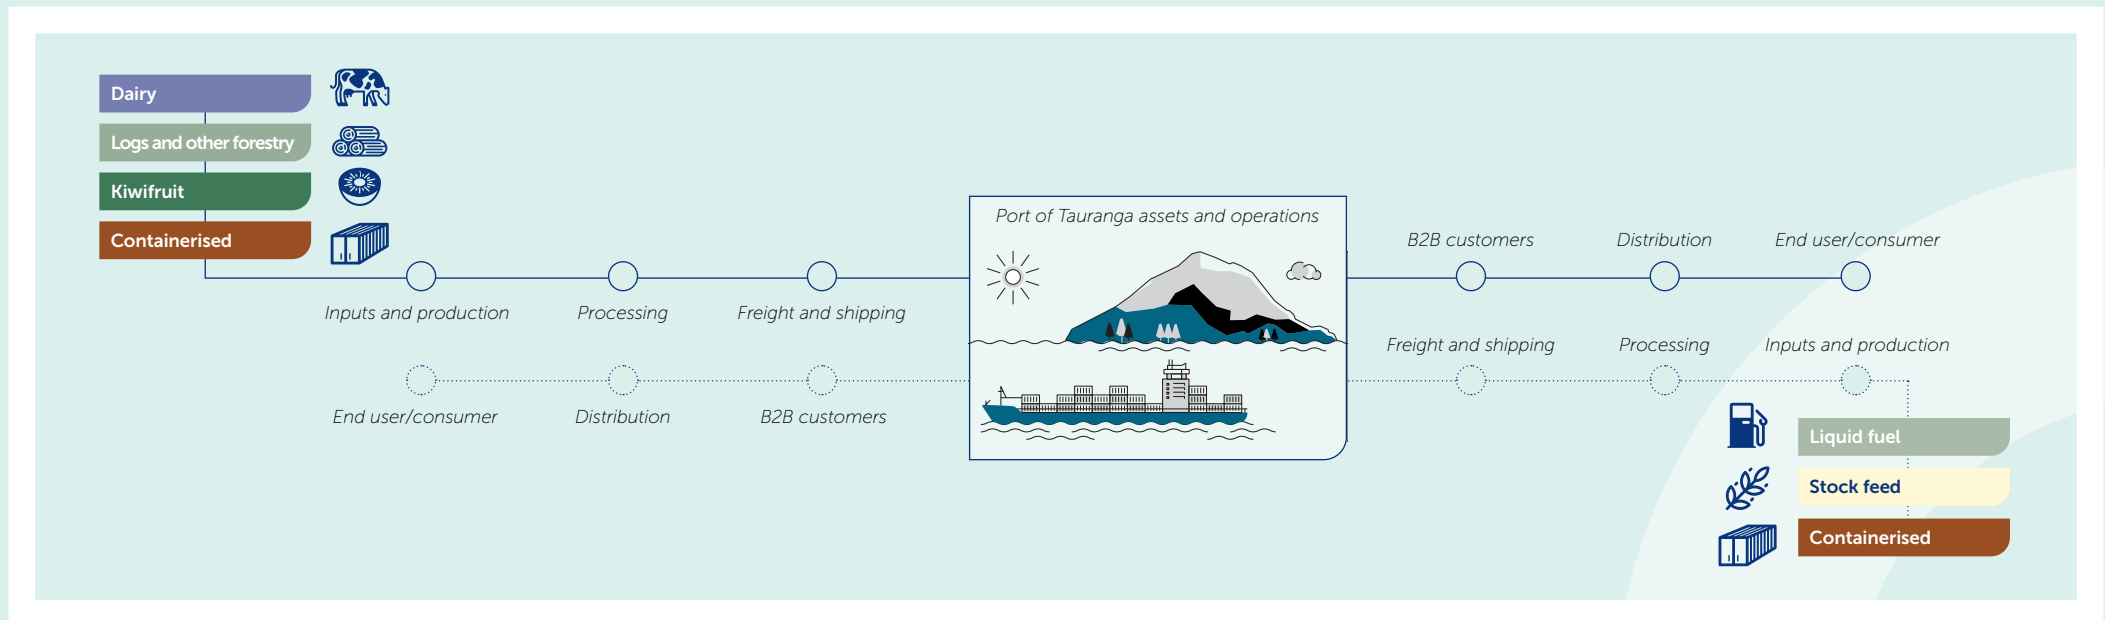 Dairy
Logs and other forestry
Kiwifruit
Containerised
Inputs and production
Processing
Freight and shipping
Port of Tauranga assets and operations
B2B customers
Distribution
End user/consumer
Freight and shipping
Processing
Inputs and production
End user/consumer
Distribution
B2B customers
Liquid fuel
Stock feed
Containerised